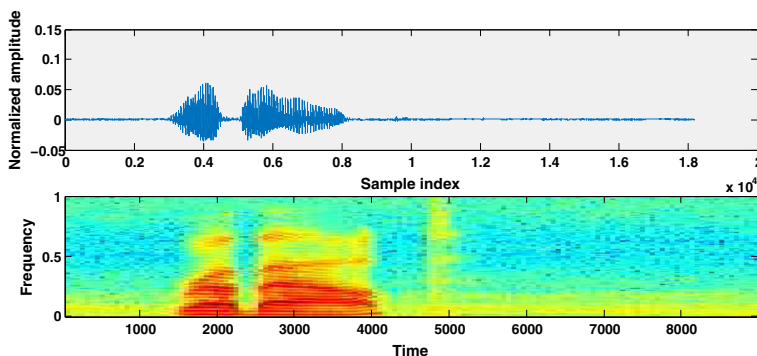 Normalized amplitude
0.15
0.1
0.05
0
−0.05
0 0.2 0.4 0.6 0.8 1 1.2 1.4 1.6 1.8 2
Sample index
x 10^4
Frequency
1
0.5
0
1000 2000 3000 4000 5000 6000 7000 8000
Time